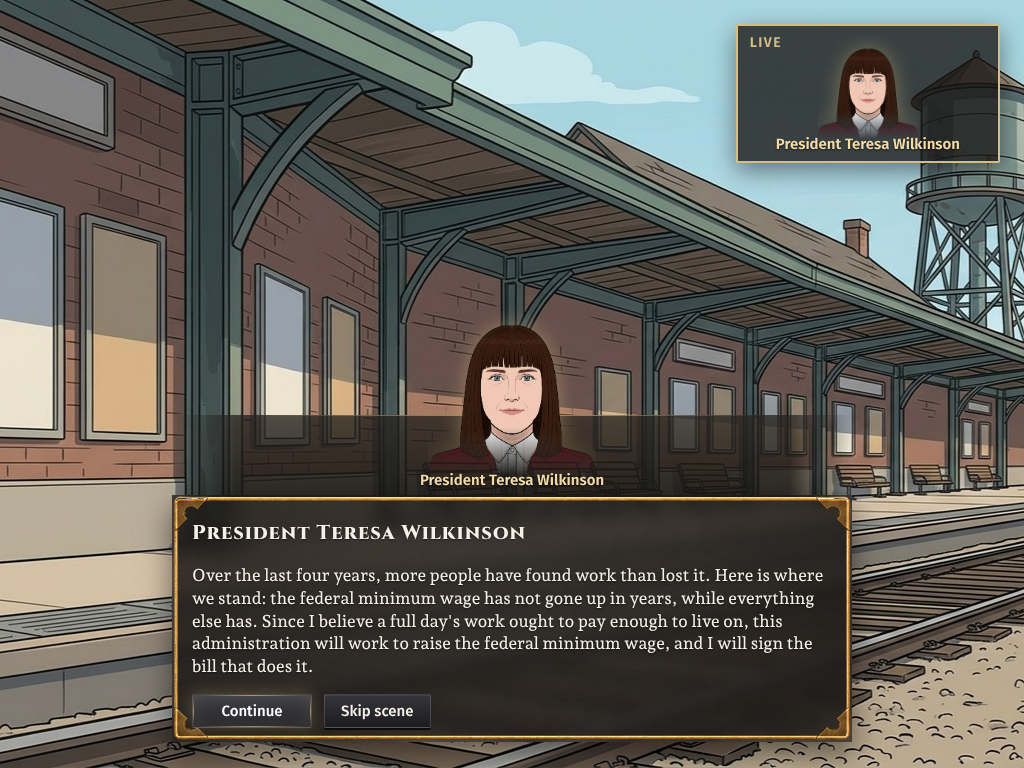 LIVE
President Teresa Wilkinson
President Teresa Wilkinson
President Teresa Wilkinson
Over the last four years, more people have found work than lost it. Here is where
we stand: the federal minimum wage has not gone up in years, while everything
else has. Since I believe a full day's work ought to pay enough to live on, this
administration will work to raise the federal minimum wage, and I will sign the
bill that does it.
Continue
Skip scene